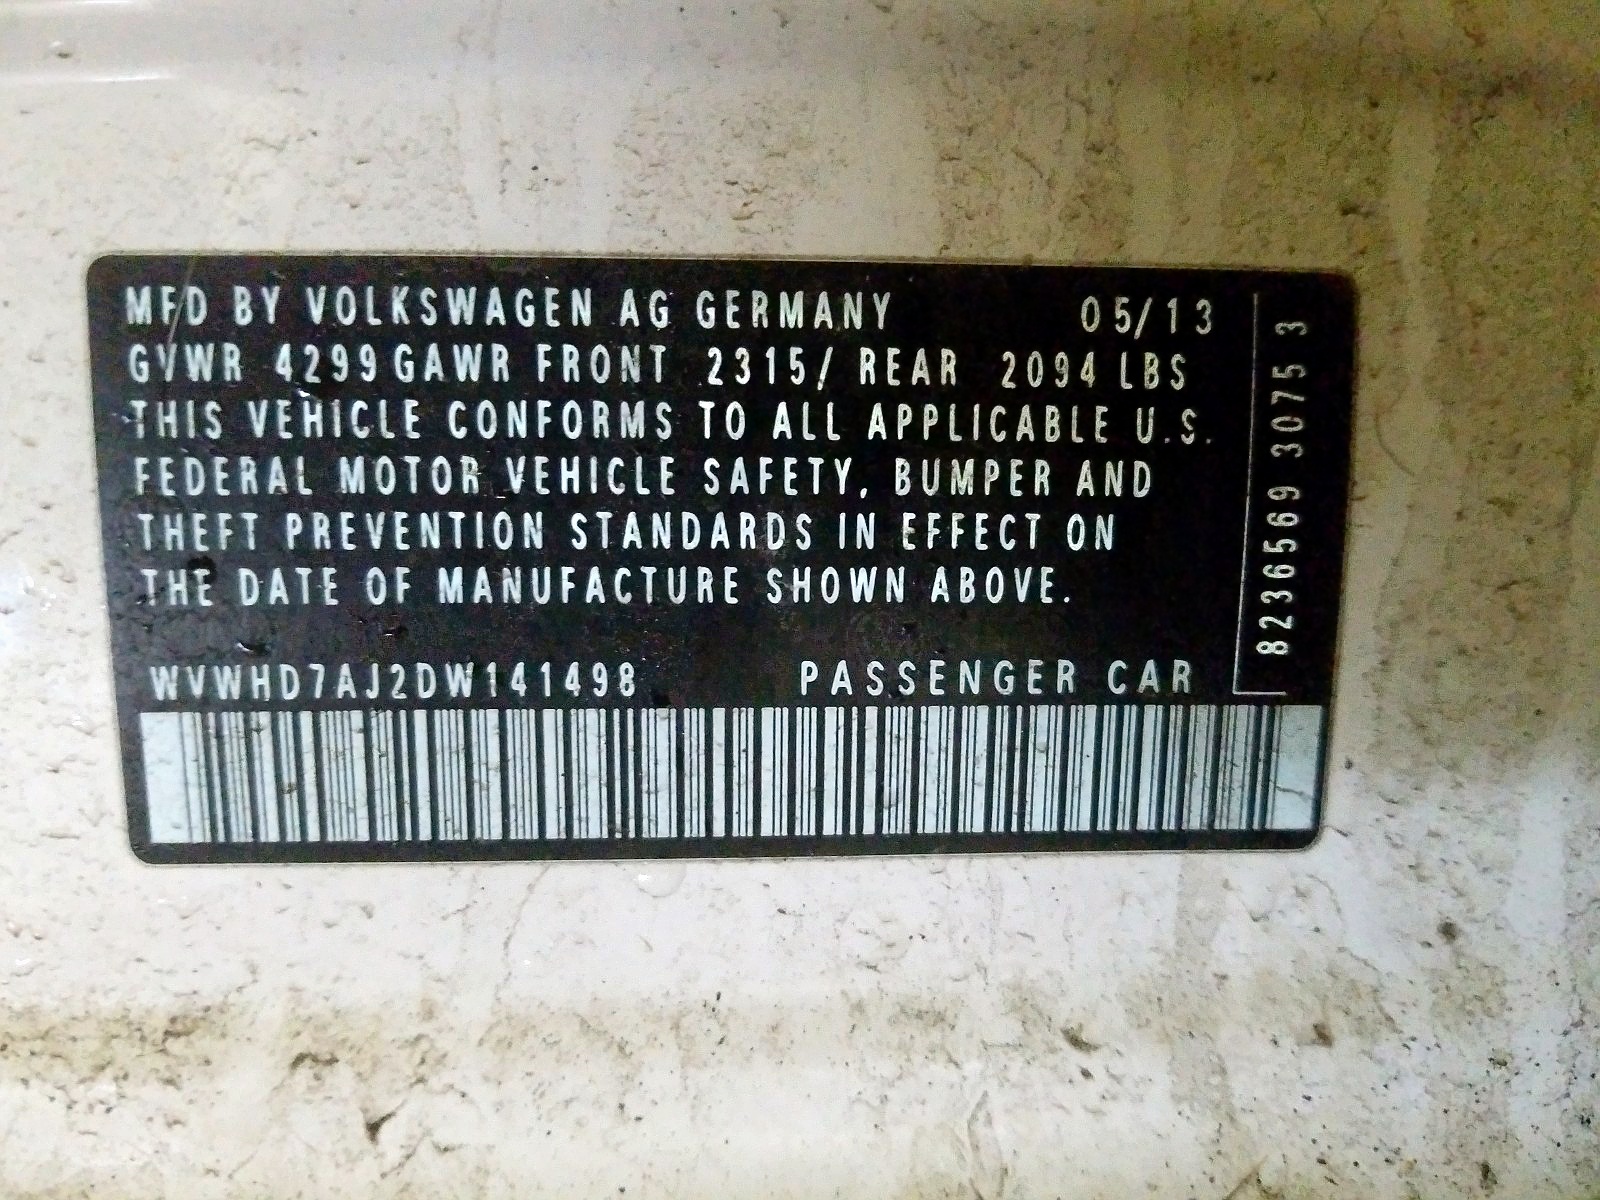 MFD BY VOLKSWAGEN AG GERMANY 05/13
GVWR 4299 GAWR FRONT 2315/ REAR 2094 LBS
THIS VEHICLE CONFORMS TO ALL APPLICABLE U.S.
FEDERAL MOTOR VEHICLE SAFETY, BUMPER AND
THEFT PREVENTION STANDARDS IN EFFECT ON
THE DATE OF MANUFACTURE SHOWN ABOVE.
WVWHD7AJ2DW141498 PASSENGER CAR
8236569 3075 3